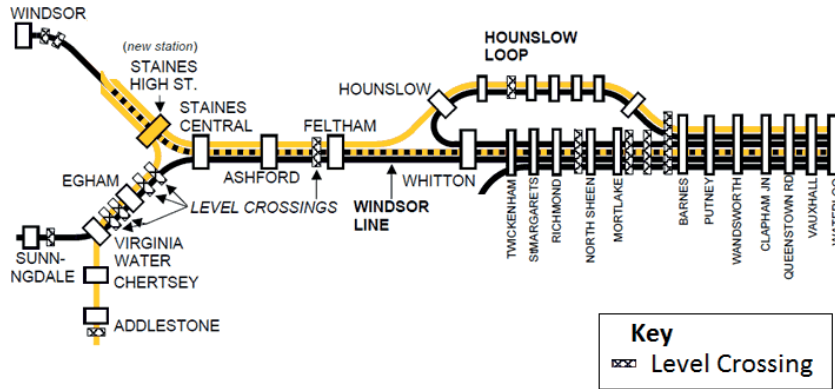 WINDSOR
(new station)
STAINES
HIGH ST.
STAINES
CENTRAL
HOUNSLOW
LOOP
HOUNSLOW
FELTHAM
EGHAM
ASHFORD
WHITTON
LEVEL CROSSINGS
WINDSOR
LINE
SUNN-
NGDALE
VIRGINIA
WATER
CHERTSEY
ADDLESTONE
TWICKENHAM
StMARGARETS
RICHMOND
NORTH SHEEN
MORTLAKE
BARNES
PUTNEY
WANDSWORTH
CLAPHAM JN
QUEENSTOWN RD
VAUXHALL
Key
Level Crossing